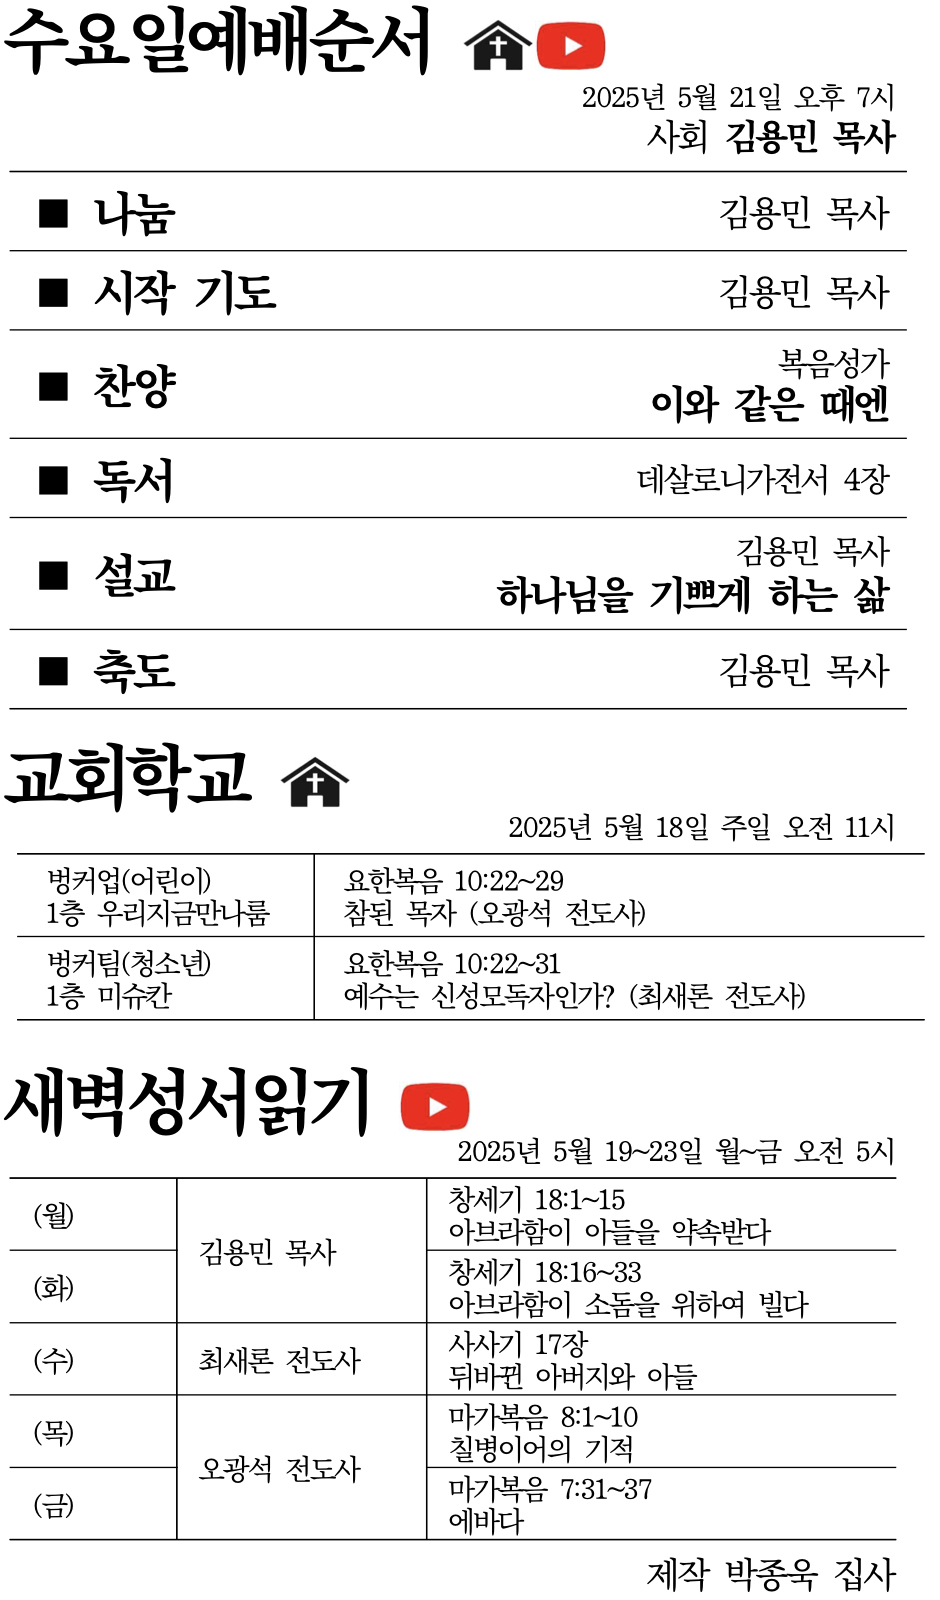 수요일예배순서
2025년 5월 21일 오후 7시
사회 김용민 목사
■ 나눔 김용민 목사
■ 시작 기도 김용민 목사
■ 찬양 복음성가
이와 같은 때엔
■ 독서 데살로니가전서 4장
■ 설교 김용민 목사
하나님을 기쁘게 하는 삶
■ 축도 김용민 목사
교회학교
2025년 5월 18일 주일 오전 11시
벙커업(어린이)
1층 우리지금만나룸
요한복음 10:22~29
참된 목자 (오광석 전도사)
벙커팀(청소년)
1층 미슈칸
요한복음 10:22~31
예수는 신성모독자인가? (최새론 전도사)
새벽성서읽기
2025년 5월 19~23일 월~금 오전 5시
(월)
김용민 목사
창세기 18:1~15
아브라함이 아들을 약속받다
(화)
창세기 18:16~33
아브라함이 소돔을 위하여 빌다
(수)
최새론 전도사
사사기 17장
뒤바뀐 아버지와 아들
(목)
오광석 전도사
마가복음 8:1~10
칠병이어의 기적
(금)
마가복음 7:31~37
에바다
제작 박종욱 집사